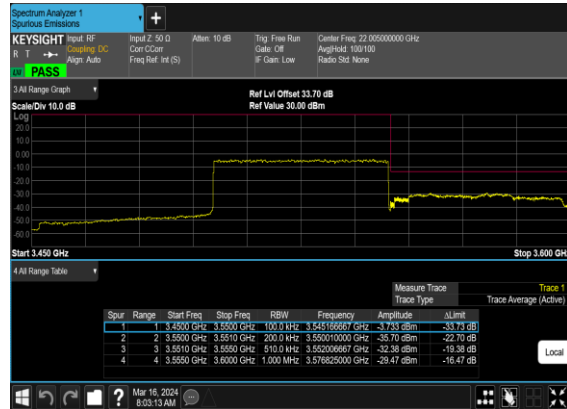 Spectrum Analyzer 1
Spurious Emissions
+
KEYSIGHT Input: RF Input Z: 50 Ω Atten: 10 dB Trig: Free Run Center Freq: 22.005000000 GHz
R T Coupling: DC Corr CCorr Gate: Off Avg|Hold: 100/100
Align: Auto Freq Ref: Int (S) IF Gain: Low Radio Std: None
PASS
3 All Range Graph
Ref Lvl Offset 33.70 dB
Scale/Div 10.0 dB Ref Value 30.00 dBm
Log
20.0
10.0
0.00
-10.0
-20.0
-30.0
-40.0
-50.0
-60.0
Start 3.450 GHz Stop 3.600 GHz
4 All Range Table
Measure Trace Trace 1
Trace Type Trace Average (Active)
Spur Range Start Freq Stop Freq RBW Frequency Amplitude ΔLimit
1 1 3.4500 GHz 3.5500 GHz 100.0 kHz 3.545166667 GHz -3.733 dBm -33.73 dB
2 2 3.5500 GHz 3.5510 GHz 200.0 kHz 3.550010000 GHz -35.70 dBm -22.70 dB
3 3 3.5510 GHz 3.5550 GHz 510.0 kHz 3.552006667 GHz -32.38 dBm -19.38 dB
4 4 3.5550 GHz 3.6000 GHz 1.000 MHz 3.576825000 GHz -29.47 dBm -16.47 dB
Local
? Mar 16, 2024
8:03:13 AM